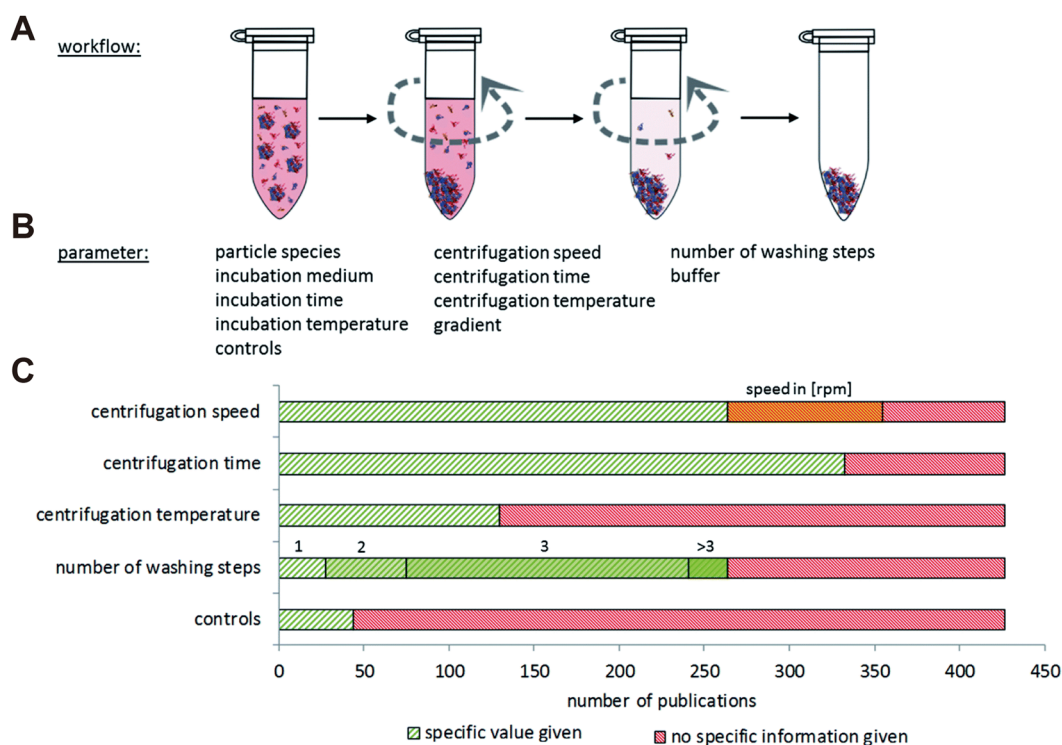 A
workflow:
B
parameter:
particle species
incubation medium
incubation time
incubation temperature
controls
centrifugation speed
centrifugation time
centrifugation temperature
gradient
number of washing steps
buffer
C
speed in [rpm]
centrifugation speed
centrifugation time
centrifugation temperature
1 2 3 >3
number of washing steps
controls
0 50 100 150 200 250 300 350 400 450
number of publications
specific value given
no specific information given